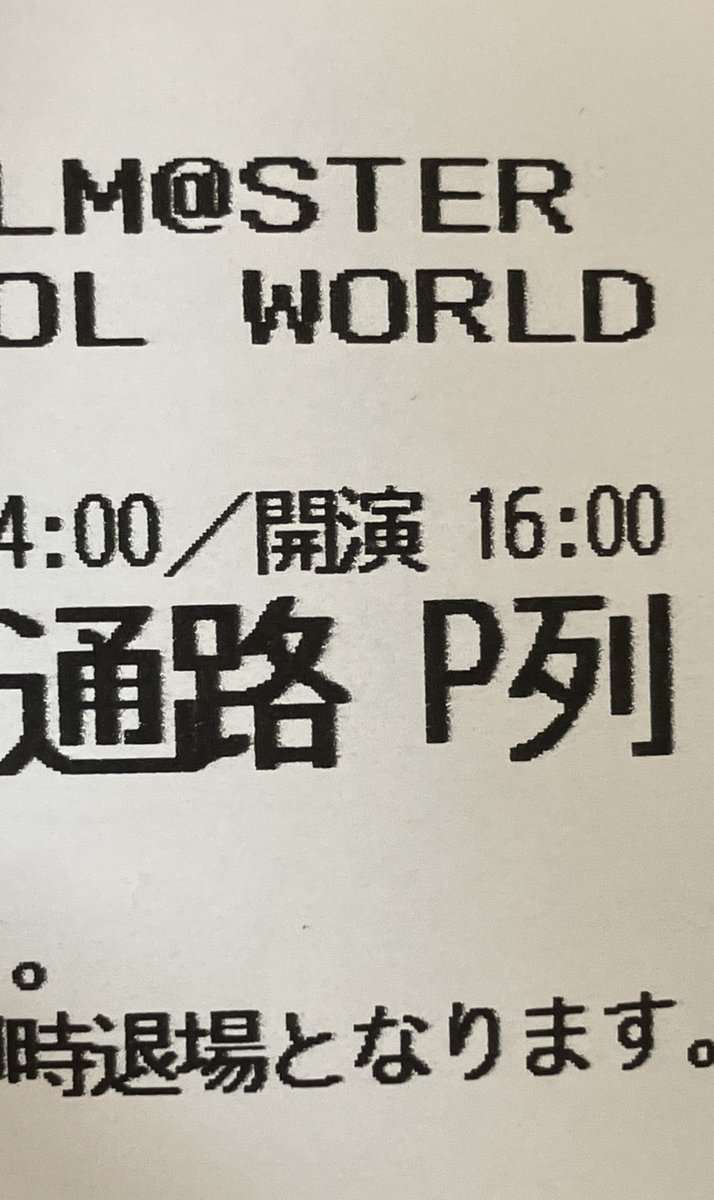 LM@STER
OL WORLD
4:00／開演 16:00
通路 P列
。
時退場となります。